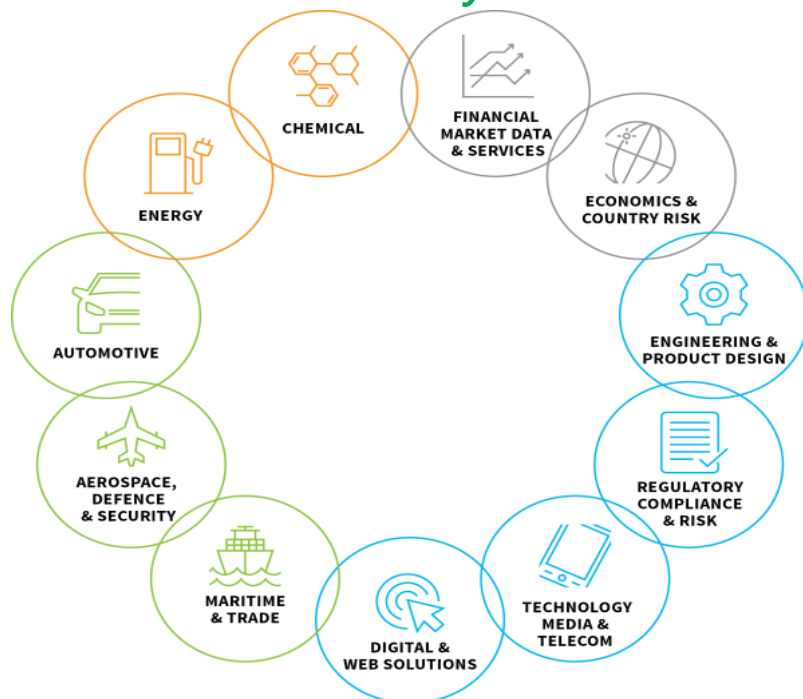 CHEMICAL
FINANCIAL
MARKET DATA
& SERVICES
ENERGY
ECONOMICS &
COUNTRY RISK
AUTOMOTIVE
ENGINEERING &
PRODUCT DESIGN
AEROSPACE,
DEFENCE
& SECURITY
REGULATORY
COMPLIANCE
& RISK
MARITIME
& TRADE
TECHNOLOGY
MEDIA &
TELECOM
DIGITAL &
WEB SOLUTIONS